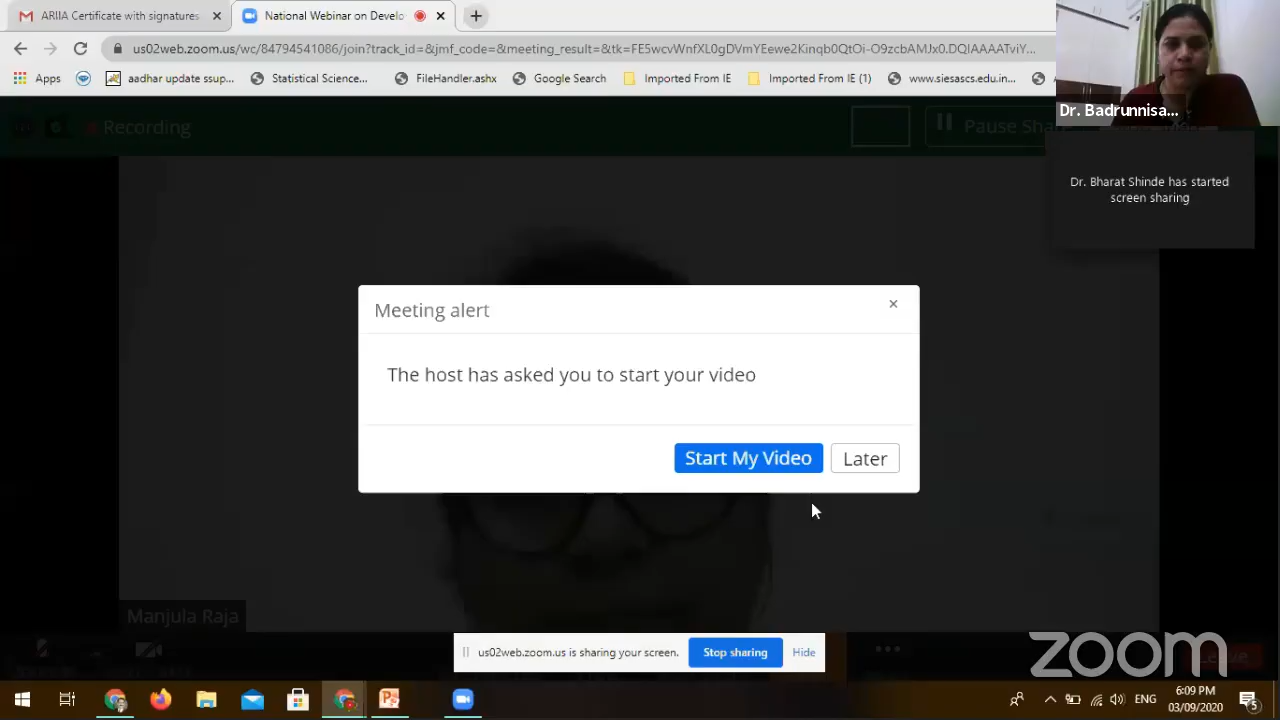 ARIIA Certificate with signatures
National Webinar on Develo
us02web.zoom.us/wc/84794541086/join?track_id=&jmf_code=&meeting_result=&tk=FE5wcvWnfXL0gDVmYEewe2Kinqb0QtOi-O9zcbAMJx0.DQIAAAATviY...
Apps
aadhar update ssup...
Statistical Science...
FileHandler.ashx
Google Search
Imported From IE
Imported From IE (1)
www.siesascs.edu.in...
Dr. Badrunnisa...
Recording
Pause Sha
Dr. Bharat Shinde has started
screen sharing
Meeting alert
The host has asked you to start your video
Start My Video
Later
Manjula Raja
us02web.zoom.us is sharing your screen.
Stop sharing
Hide
zoom
Leave
ENG
6:09 PM
03/09/2020
5